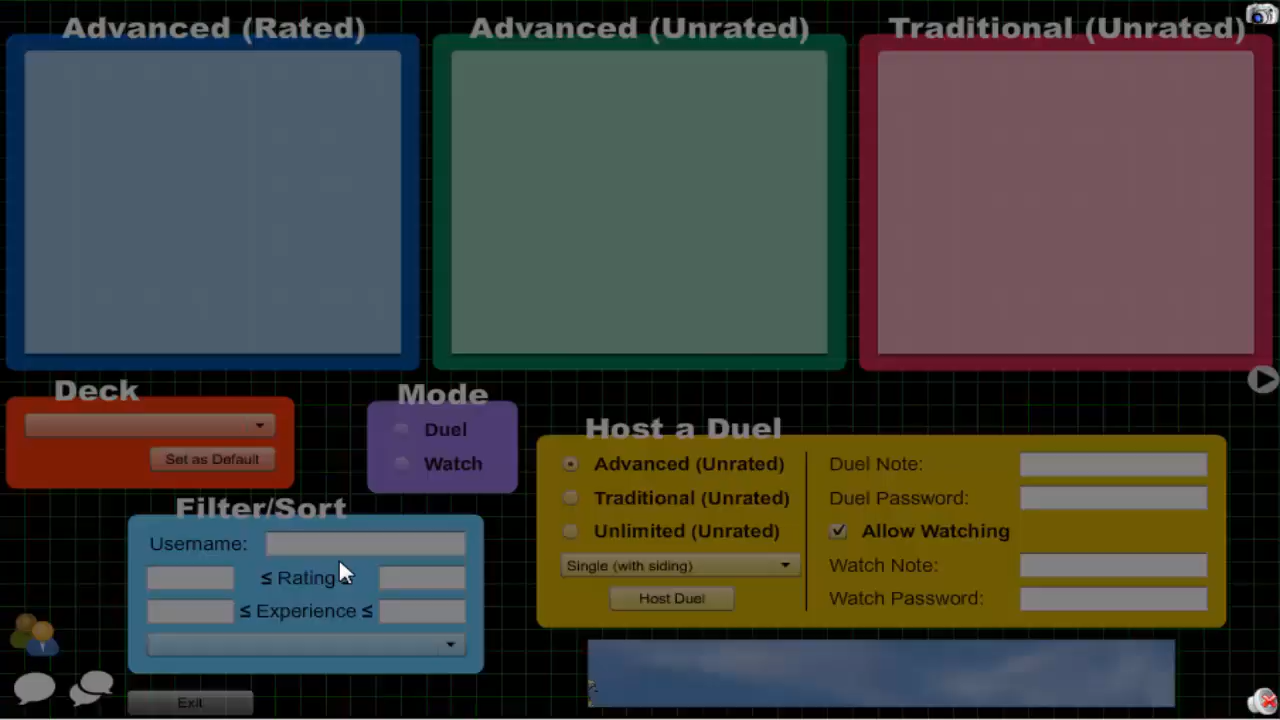 Advanced (Rated)
Advanced (Unrated)
Traditional (Unrated)
Deck
Set as Default
Mode
Duel
Watch
Filter/Sort
Username:
≤ Rating ≤
≤ Experience ≤
Exit
Host a Duel
Advanced (Unrated)
Traditional (Unrated)
Unlimited (Unrated)
Single (with siding)
Host Duel
Duel Note:
Duel Password:
Allow Watching
Watch Note:
Watch Password: